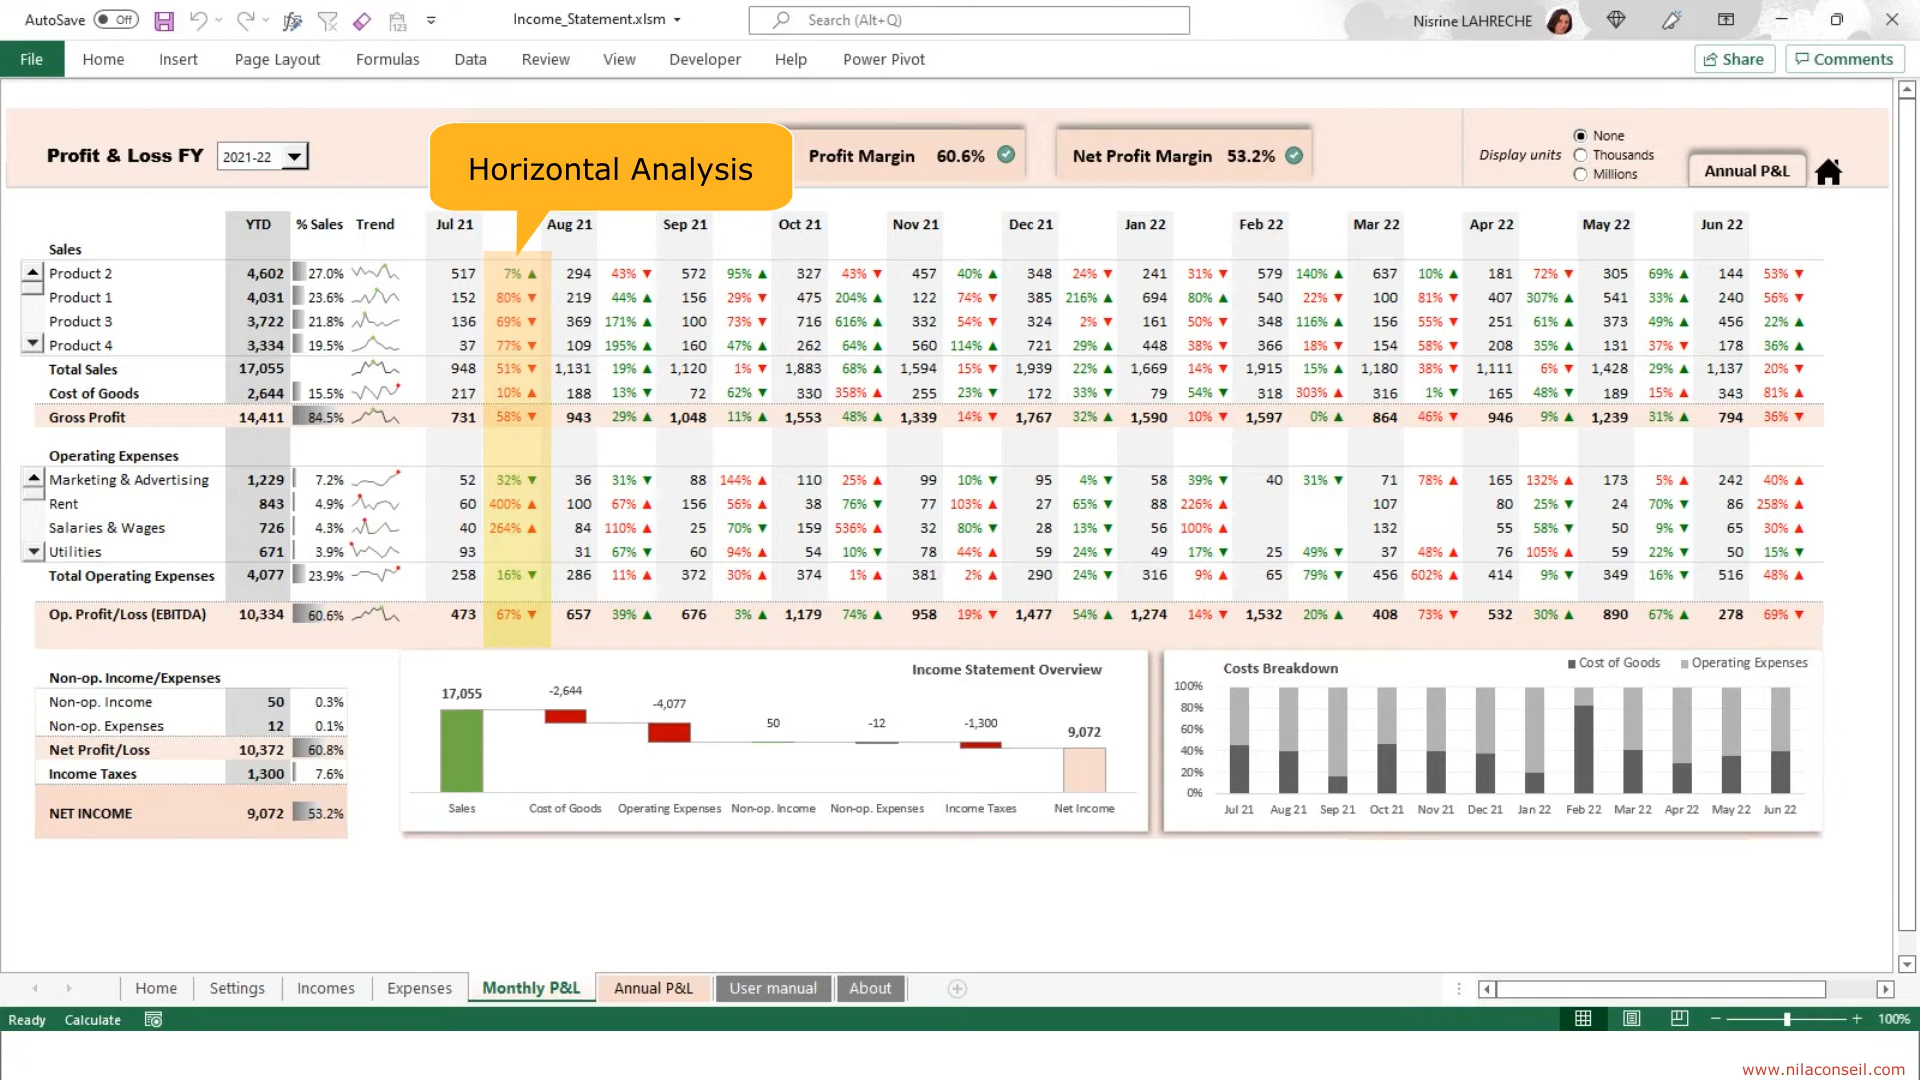 AutoSave Off Income_Statement.xlsm Search (Alt+Q) Nisrine LAHRECHE
File Home Insert Page Layout Formulas Data Review View Developer Help Power Pivot Share Comments
Profit & Loss FY 2021-22 Horizontal Analysis Profit Margin 60.6% Net Profit Margin 53.2%
Display units None Thousands Millions Annual P&L
YTD % Sales Trend Jul 21 Aug 21 Sep 21 Oct 21 Nov 21 Dec 21 Jan 22 Feb 22 Mar 22 Apr 22 May 22 Jun 22
Sales
Product 2 4,602 27.0% 517 7% ▲ 294 43% ▼ 572 95% ▲ 327 43% ▼ 457 40% ▲ 348 24% ▼ 241 31% ▼ 579 140% ▲ 637 10% ▲ 181 72% ▼ 305 69% ▲ 144 53% ▼
Product 1 4,031 23.6% 152 80% ▼ 219 44% ▲ 156 29% ▼ 475 204% ▲ 122 74% ▼ 385 216% ▲ 694 80% ▲ 540 22% ▼ 100 81% ▼ 407 307% ▲ 541 33% ▲ 240 56% ▼
Product 3 3,722 21.8% 136 69% ▼ 369 171% ▲ 100 73% ▼ 716 616% ▲ 332 54% ▼ 324 2% ▼ 161 50% ▼ 348 116% ▲ 156 55% ▼ 251 61% ▲ 373 49% ▲ 456 22% ▲
Product 4 3,334 19.5% 37 77% ▼ 109 195% ▲ 160 47% ▲ 262 64% ▲ 560 114% ▲ 721 29% ▲ 448 38% ▼ 366 18% ▼ 154 58% ▼ 208 35% ▲ 131 37% ▼ 178 36% ▲
Total Sales 17,055 948 51% ▼ 1,131 19% ▲ 1,120 1% ▼ 1,883 68% ▲ 1,594 15% ▼ 1,939 22% ▲ 1,669 14% ▼ 1,915 15% ▲ 1,180 38% ▼ 1,111 6% ▼ 1,428 29% ▲ 1,137 20% ▼
Cost of Goods 2,644 15.5% 217 10% ▲ 188 13% ▼ 72 62% ▼ 330 358% ▲ 255 23% ▼ 172 33% ▼ 79 54% ▼ 318 303% ▲ 316 1% ▼ 165 48% ▼ 189 15% ▲ 343 81% ▲
Gross Profit 14,411 84.5% 731 58% ▼ 943 29% ▲ 1,048 11% ▲ 1,553 48% ▲ 1,339 14% ▼ 1,767 32% ▲ 1,590 10% ▼ 1,597 0% ▲ 864 46% ▼ 946 9% ▲ 1,239 31% ▲ 794 36% ▼
Operating Expenses
Marketing & Advertising 1,229 7.2% 52 32% ▼ 36 31% ▼ 88 144% ▲ 110 25% ▲ 99 10% ▼ 95 4% ▼ 58 39% ▼ 40 31% ▼ 71 78% ▲ 165 132% ▲ 173 5% ▲ 242 40% ▲
Rent 843 4.9% 60 400% ▲ 100 67% ▲ 156 56% ▲ 38 76% ▼ 77 103% ▲ 27 65% ▼ 88 226% ▲ 107 80 25% ▼ 24 70% ▼ 86 258% ▲
Salaries & Wages 726 4.3% 40 264% ▲ 84 110% ▲ 25 70% ▼ 159 536% ▲ 32 80% ▼ 28 13% ▼ 56 100% ▲ 132 55 58% ▼ 50 9% ▼ 65 30% ▲
Utilities 671 3.9% 93 31 67% ▼ 60 94% ▲ 54 10% ▼ 78 44% ▲ 59 24% ▼ 49 17% ▼ 25 49% ▼ 37 48% ▲ 76 105% ▲ 59 22% ▼ 50 15% ▼
Total Operating Expenses 4,077 23.9% 258 16% ▼ 286 11% ▲ 372 30% ▲ 374 1% ▲ 381 2% ▲ 290 24% ▼ 316 9% ▲ 65 79% ▼ 456 602% ▲ 414 9% ▼ 349 16% ▼ 516 48% ▲
Op. Profit/Loss (EBITDA) 10,334 60.6% 473 67% ▼ 657 39% ▲ 676 3% ▲ 1,179 74% ▲ 958 19% ▼ 1,477 54% ▲ 1,274 14% ▼ 1,532 20% ▲ 408 73% ▼ 532 30% ▲ 890 67% ▲ 278 69% ▼
Non-op. Income/Expenses
Non-op. Income 50 0.3%
Non-op. Expenses 12 0.1%
Net Profit/Loss 10,372 60.8%
Income Taxes 1,300 7.6%
NET INCOME 9,072 53.2%
Income Statement Overview
17,055 -2,644 -4,077 50 -12 -1,300 9,072
Sales Cost of Goods Operating Expenses Non-op. Income Non-op. Expenses Income Taxes Net Income
Costs Breakdown Cost of Goods Operating Expenses
100%
80%
60%
40%
20%
0%
Jul 21 Aug 21 Sep 21 Oct 21 Nov 21 Dec 21 Jan 22 Feb 22 Mar 22 Apr 22 May 22 Jun 22
Home Settings Incomes Expenses Monthly P&L Annual P&L User manual About
Ready Calculate 100%
www.nilaconseil.com